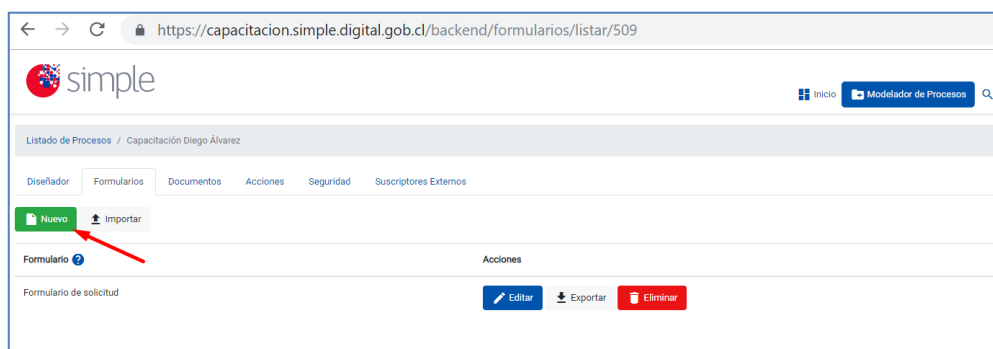 https://capacitacion.simple.digital.gob.cl/backend/formularios/listar/509
simple
Inicio Modelador de Procesos
Listado de Procesos / Capacitación Diego Álvarez
Diseñador Formularios Documentos Acciones Seguridad Suscriptores Externos
Nuevo Importar
Formulario ? Acciones
Formulario de solicitud Editar Exportar Eliminar